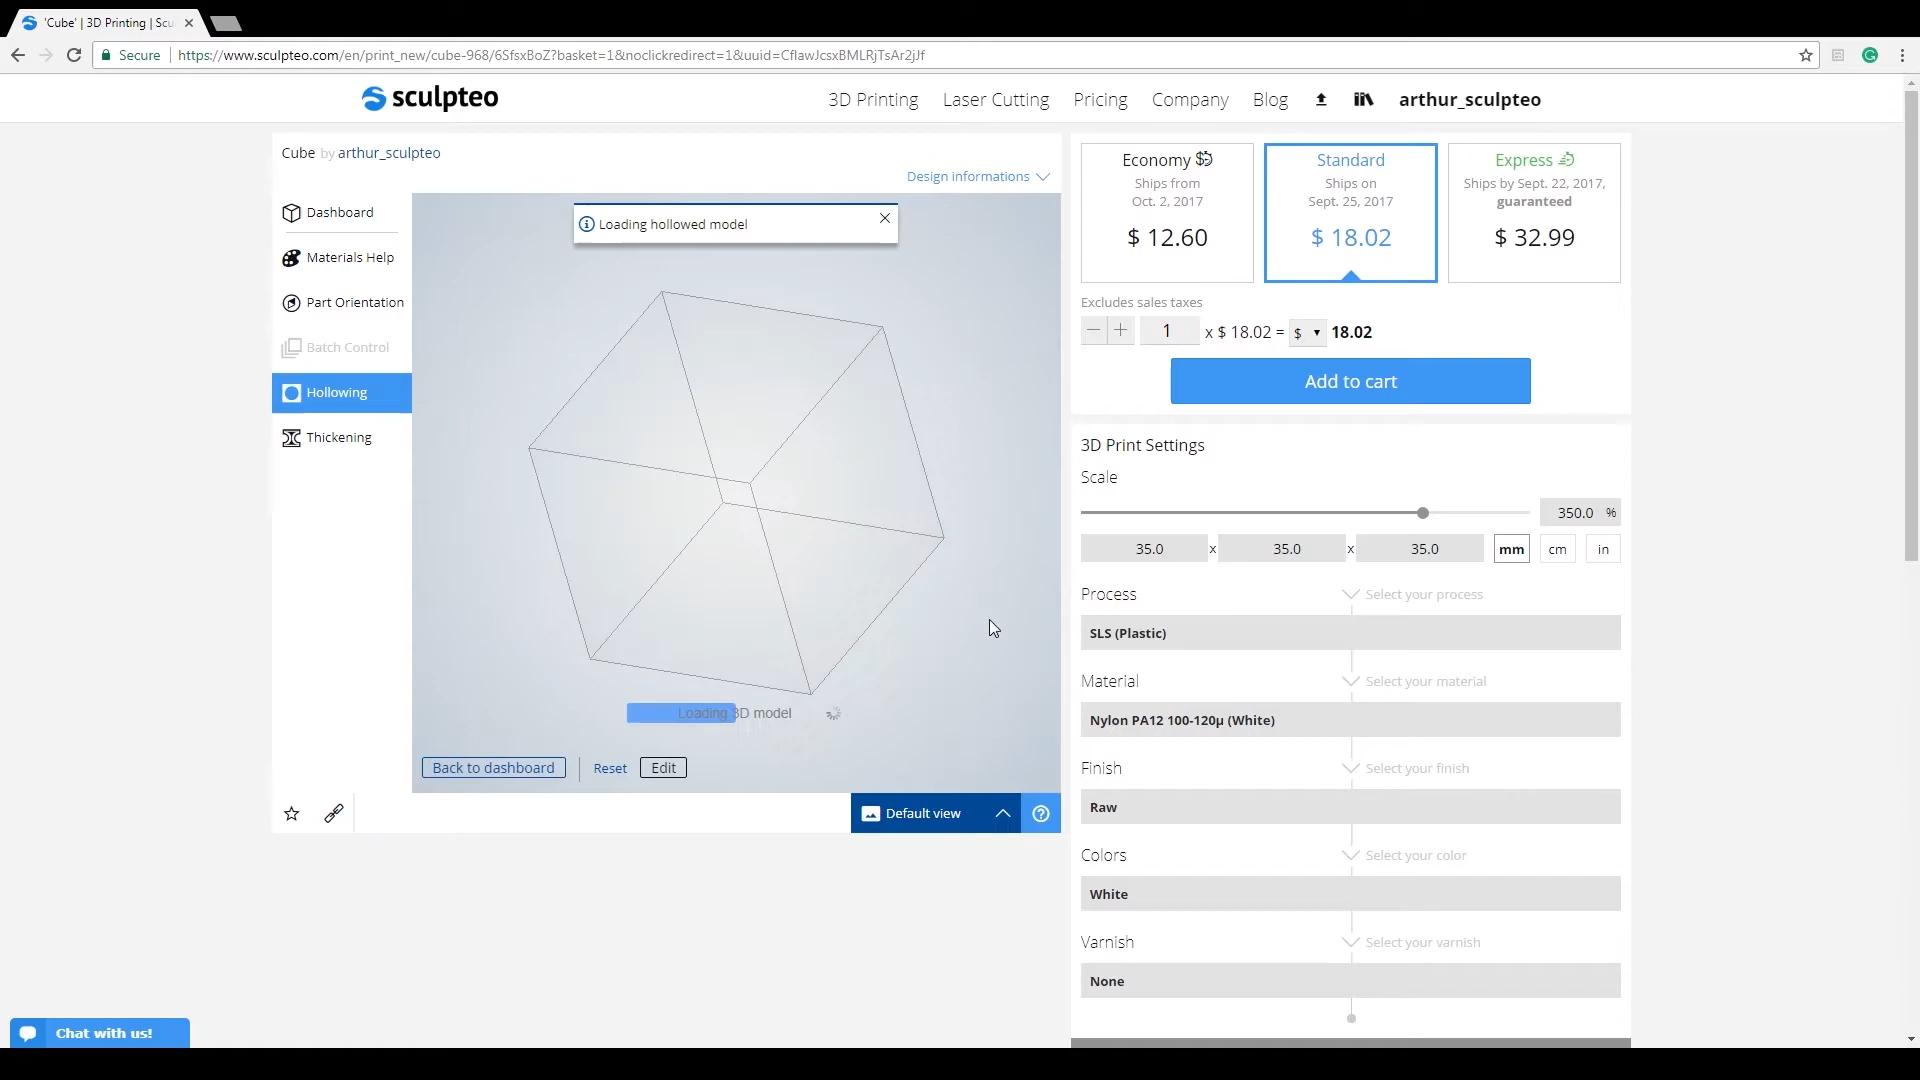 'Cube' | 3D Printing | Scu
Secure
https://www.sculpteo.com/en/print_new/cube-968/6SfsxBoZ?basket=1&noclickredirect=1&uuid=CflawJcsxBMLRjTsAr2jJf
sculpteo
3D Printing
Laser Cutting
Pricing
Company
Blog
arthur_sculpteo
Cube by arthur_sculpteo
Design informations
Dashboard
Materials Help
Part Orientation
Batch Control
Hollowing
Thickening
Loading hollowed model
Loading 3D model
Back to dashboard
Reset
Edit
Default view
Economy
Ships from
Oct. 2, 2017
$ 12.60
Standard
Ships on
Sept. 25, 2017
$ 18.02
Express
Ships by Sept. 22, 2017,
guaranteed
$ 32.99
Excludes sales taxes
1 x $ 18.02 = $ 18.02
Add to cart
3D Print Settings
Scale
350.0 %
35.0 x 35.0 x 35.0 mm cm in
Process
Select your process
SLS (Plastic)
Material
Select your material
Nylon PA12 100-120µ (White)
Finish
Select your finish
Raw
Colors
Select your color
White
Varnish
Select your varnish
None
Chat with us!